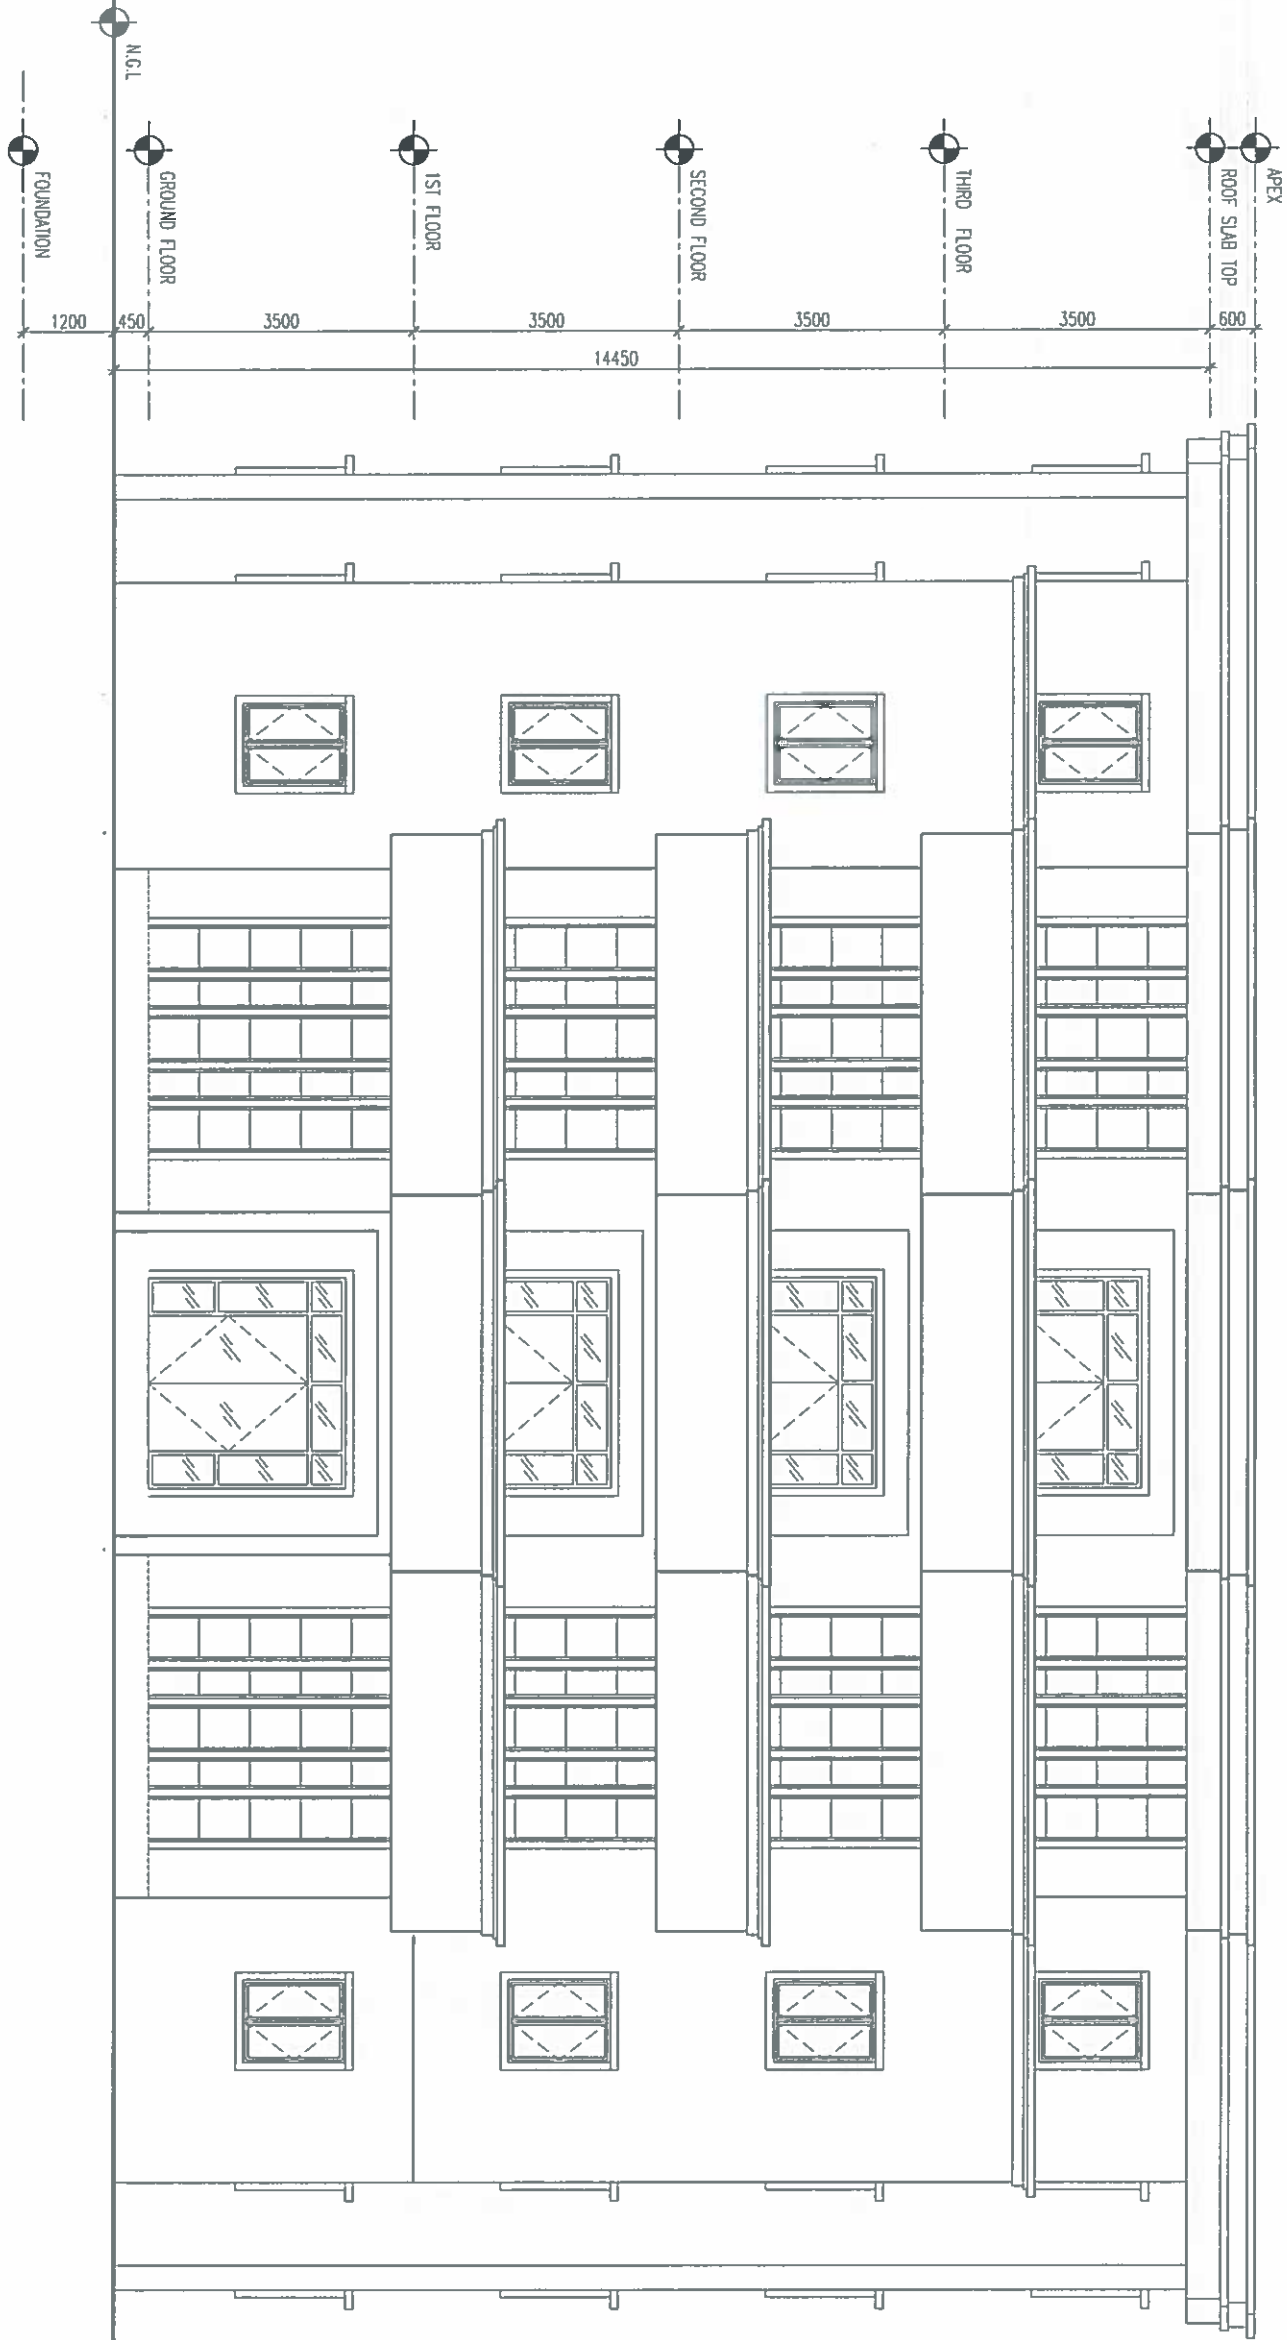 APEX
ROOF SLAB TOP
THIRD FLOOR
SECOND FLOOR
1ST FLOOR
GROUND FLOOR
N.G.L
FOUNDATION
600
3500
3500
3500
3500
450
1200
14450